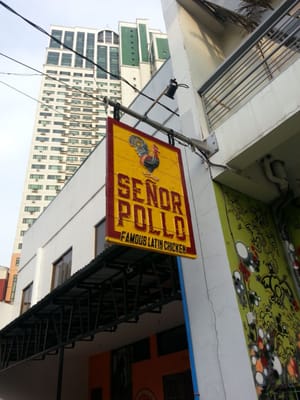 SEÑOR
POLLO
FAMOUS LATIN CHICKEN